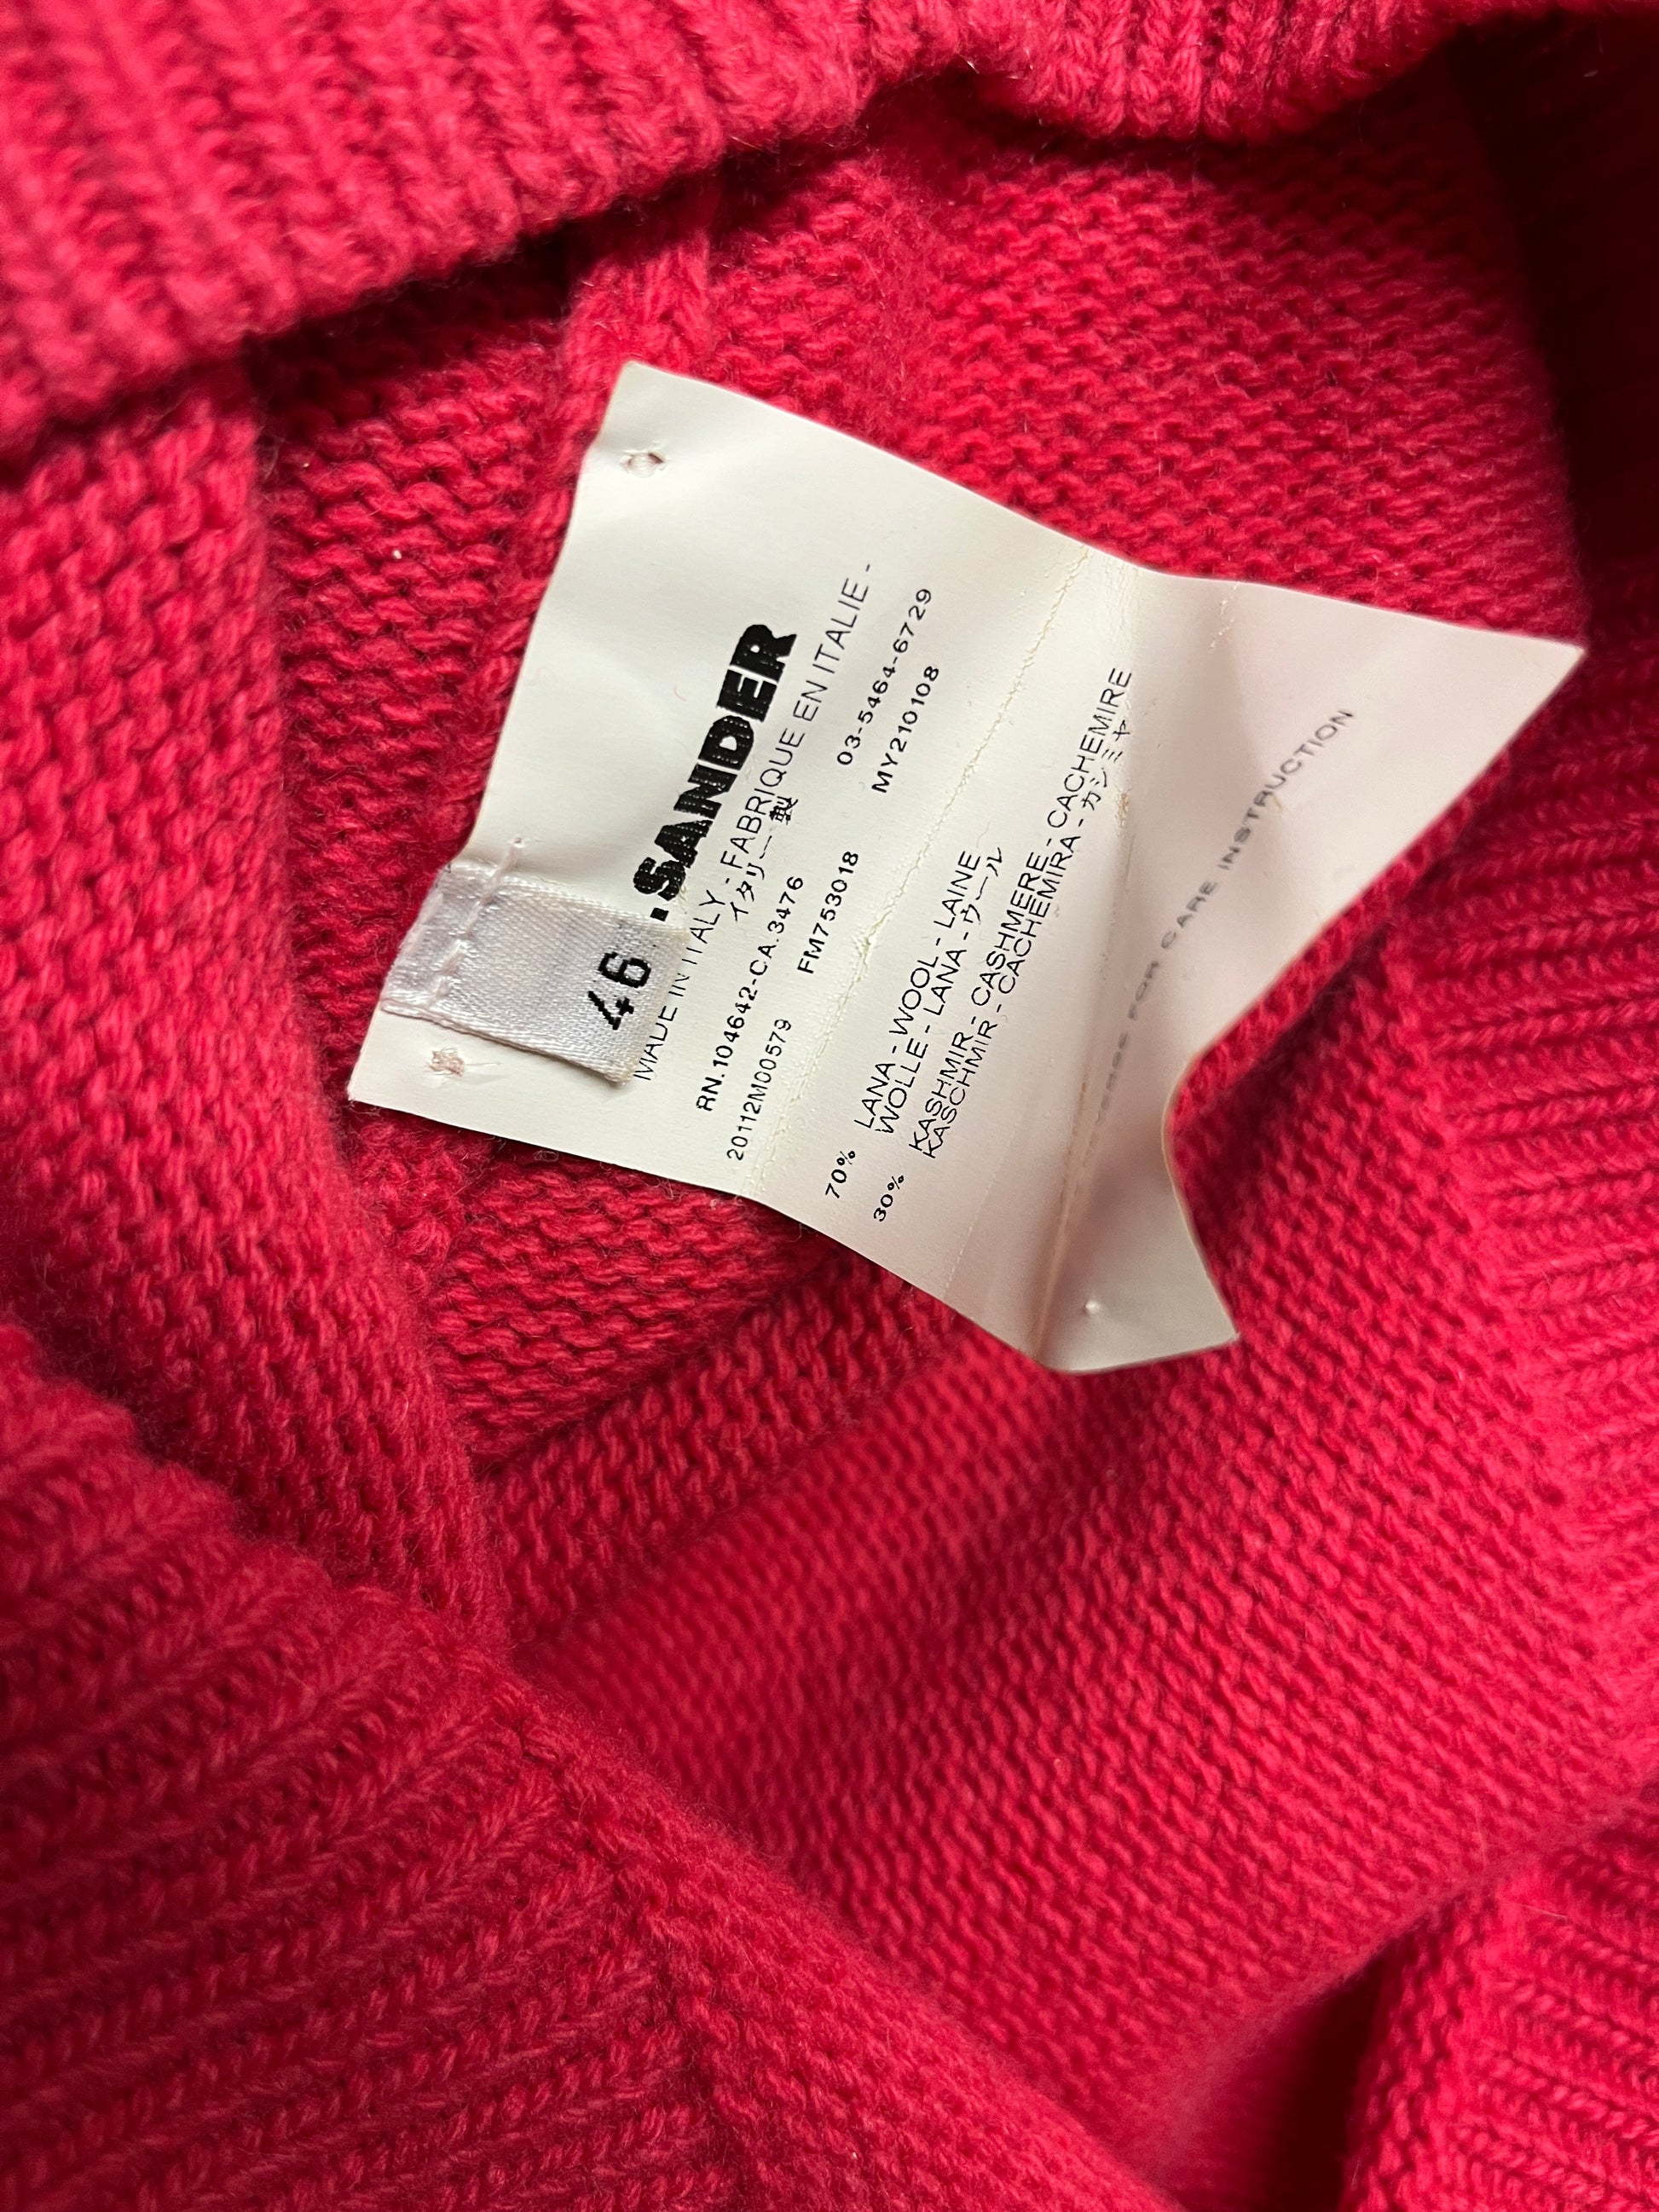 46
.SANDER
MADE IN ITALY - FABRIQUE EN ITALIE -
イタリー製
RN.104642-CA.3476 03-5464-6729
20112M00579 FM753018 MY210108
70% LANA - WOOL - LAINE
WOLLE - LANA - ウール
30% KASHMIR - CASHMERE - CACHEMIRE
KASCHMIR - CACHEMIRA - カシミヤ
FOR CARE INSTRUCTION